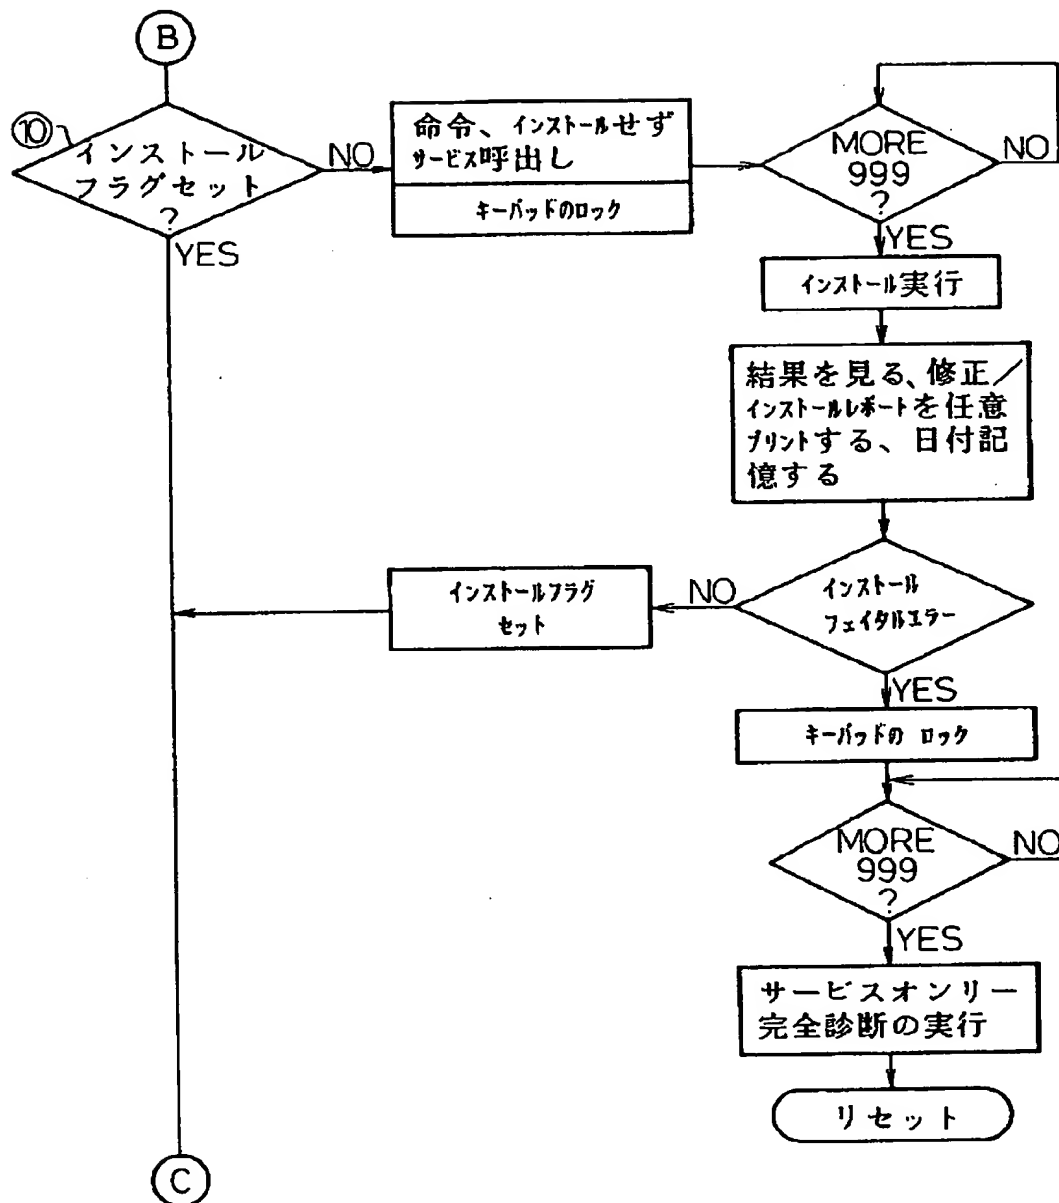 B
⑩
インストール
フラグセット
?
NO
YES
命令、インストールせず
サービス呼出し
キーパッドのロック
MORE
999
?
NO
YES
インストール実行
結果を見る、修正/
インストールレポートを任意
プリントする、日付記
憶する
インストール
フェイタルエラー
NO
YES
インストールフラグ
セット
キーパッドの ロック
MORE
999
?
NO
YES
サービスオンリー
完全診断の実行
リセット
C